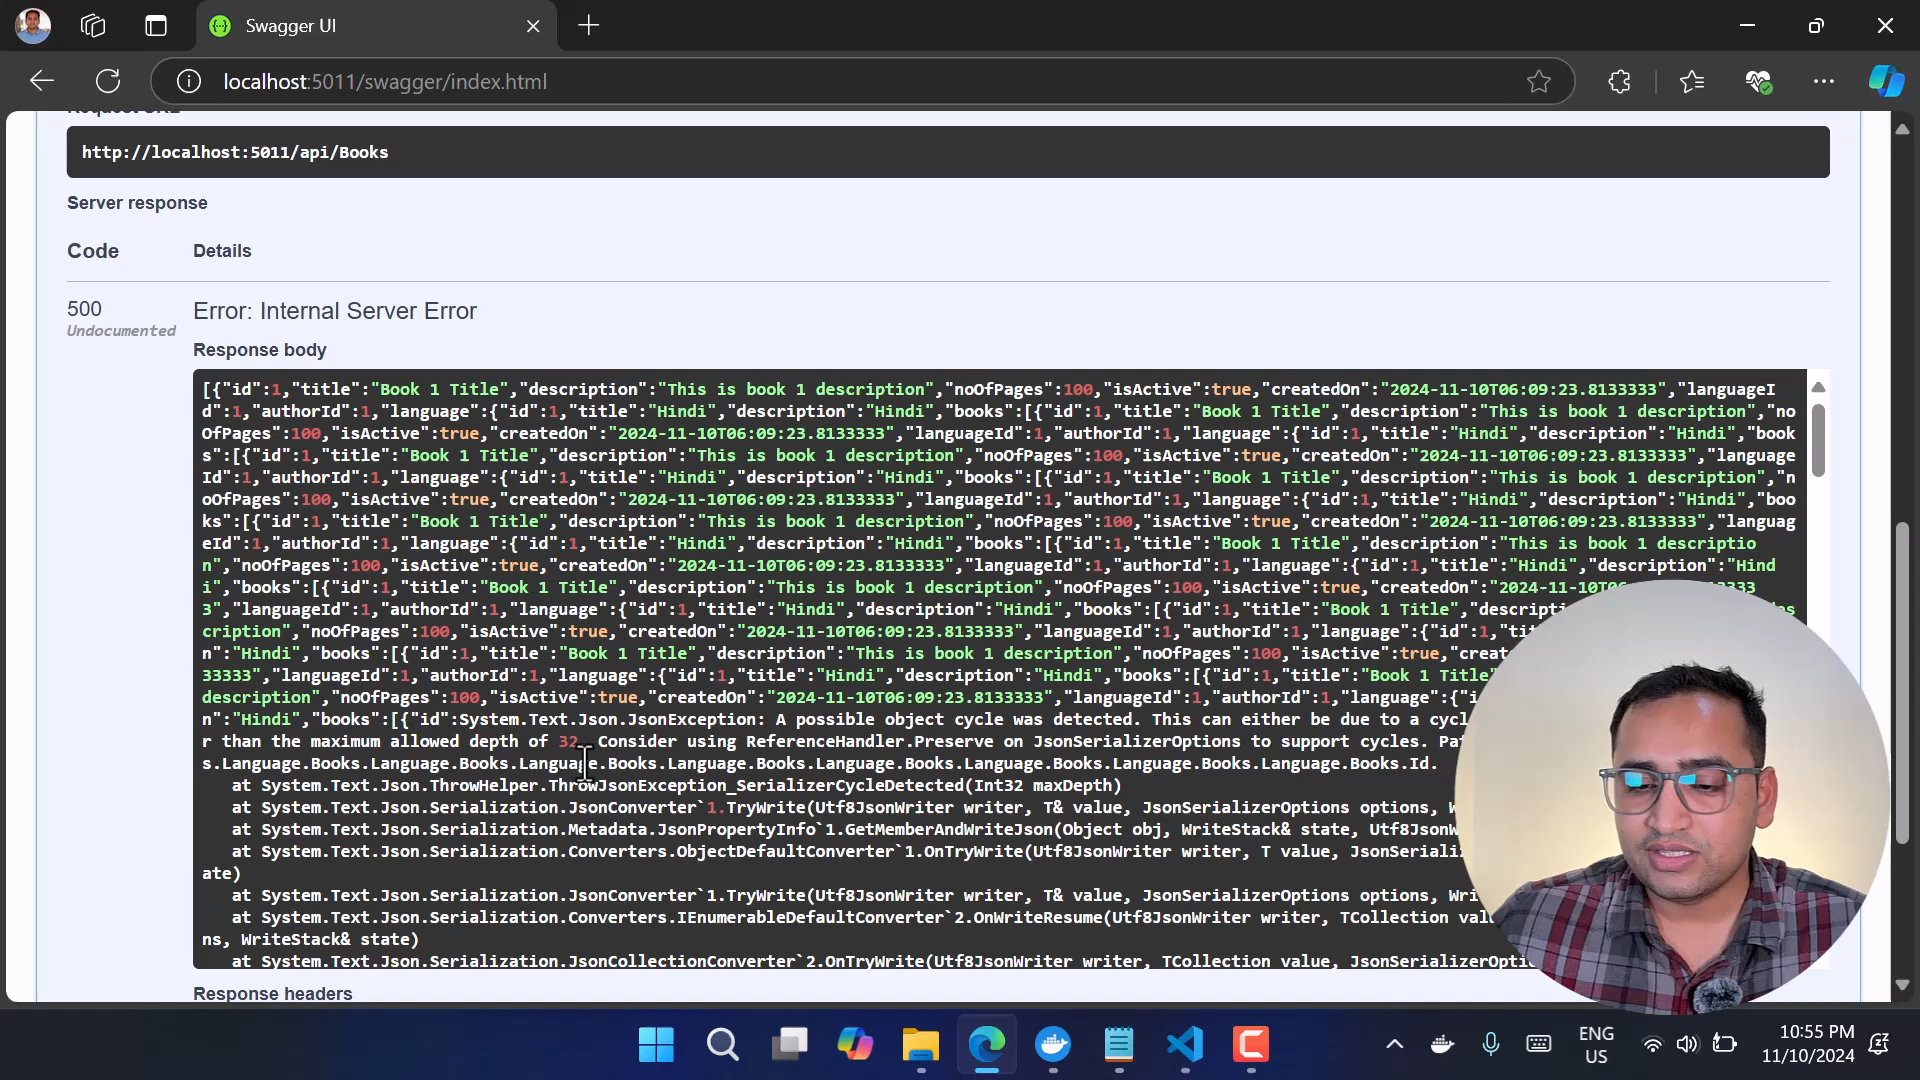 Swagger UI
localhost:5011/swagger/index.html
http://localhost:5011/api/Books
Server response
Code Details
500 Error: Internal Server Error
Undocumented
Response body
[{"id":1,"title":"Book 1 Title","description":"This is book 1 description","noOfPages":100,"isActive":true,"createdOn":"2024-11-10T06:09:23.8133333","languageI
d":1,"authorId":1,"language":{"id":1,"title":"Hindi","description":"Hindi","books":[{"id":1,"title":"Book 1 Title","description":"This is book 1 description","no
OfPages":100,"isActive":true,"createdOn":"2024-11-10T06:09:23.8133333","languageId":1,"authorId":1,"language":{"id":1,"title":"Hindi","description":"Hindi","book
s":[{"id":1,"title":"Book 1 Title","description":"This is book 1 description","noOfPages":100,"isActive":true,"createdOn":"2024-11-10T06:09:23.8133333","language
Id":1,"authorId":1,"language":{"id":1,"title":"Hindi","description":"Hindi","books":[{"id":1,"title":"Book 1 Title","description":"This is book 1 description","n
oOfPages":100,"isActive":true,"createdOn":"2024-11-10T06:09:23.8133333","languageId":1,"authorId":1,"language":{"id":1,"title":"Hindi","description":"Hindi","boo
ks":[{"id":1,"title":"Book 1 Title","description":"This is book 1 description","noOfPages":100,"isActive":true,"createdOn":"2024-11-10T06:09:23.8133333","languag
eId":1,"authorId":1,"language":{"id":1,"title":"Hindi","description":"Hindi","books":[{"id":1,"title":"Book 1 Title","description":"This is book 1 descriptio
n","noOfPages":100,"isActive":true,"createdOn":"2024-11-10T06:09:23.8133333","languageId":1,"authorId":1,"language":{"id":1,"title":"Hindi","description":"Hind
i","books":[{"id":1,"title":"Book 1 Title","description":"This is book 1 description","noOfPages":100,"isActive":true,"createdOn":"2024-11-10T06:09:23.813333
3","languageId":1,"authorId":1,"language":{"id":1,"title":"Hindi","description":"Hindi","books":[{"id":1,"title":"Book 1 Title","description
cription","noOfPages":100,"isActive":true,"createdOn":"2024-11-10T06:09:23.8133333","languageId":1,"authorId":1,"language":{"id":1,
n":"Hindi","books":[{"id":1,"title":"Book 1 Title","description":"This is book 1 description","noOfPages":100,"isActive":true,
33333","languageId":1,"authorId":1,"language":{"id":1,"title":"Hindi","description":"Hindi","books":[{"id":1,"title":"Book 1 Title"
description","noOfPages":100,"isActive":true,"createdOn":"2024-11-10T06:09:23.8133333","languageId":1,"authorId":1,"language":{
n":"Hindi","books":[{"id":System.Text.Json.JsonException: A possible object cycle was detected. This can either be due to a
r than the maximum allowed depth of 32. Consider using ReferenceHandler.Preserve on JsonSerializerOptions to support cycles.
s.Language.Books.Language.Books.Language.Books.Language.Books.Language.Books.Language.Books.Language.Books.Id.
at System.Text.Json.ThrowHelper.ThrowJsonException_SerializerCycleDetected(Int32 maxDepth)
at System.Text.Json.Serialization.JsonConverter`1.TryWrite(Utf8JsonWriter writer, T& value, JsonSerializerOptions options,
at System.Text.Json.Serialization.Metadata.JsonPropertyInfo`1.GetMemberAndWriteJson(Object obj, WriteStack& state,
at System.Text.Json.Serialization.Converters.ObjectDefaultConverter`1.OnTryWrite(Utf8JsonWriter writer, T value,
ate)
at System.Text.Json.Serialization.JsonConverter`1.TryWrite(Utf8JsonWriter writer, T& value, JsonSerializerOptions options,
at System.Text.Json.Serialization.Converters.IEnumerableDefaultConverter`2.OnWriteResume(Utf8JsonWriter writer, TCollection
ns, WriteStack& state)
at System.Text.Json.Serialization.JsonCollectionConverter`2.OnTryWrite(Utf8JsonWriter writer, TCollection value,
Response headers
ENG
US
10:55 PM
11/10/2024